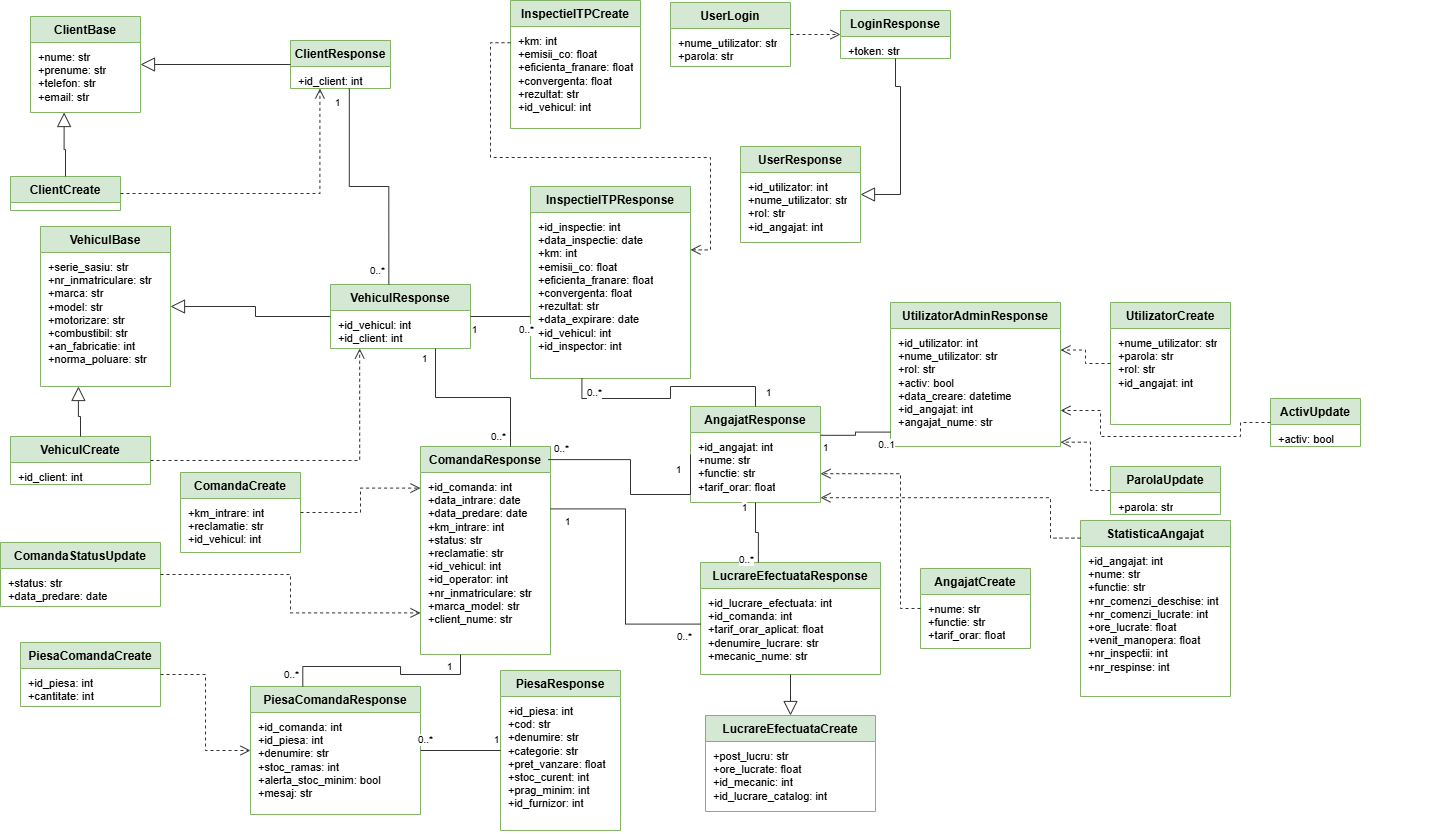 ClientBase
+nume: str
+prenume: str
+telefon: str
+email: str
ClientResponse
+id_client: int
1
ClientCreate
InspectieITPCreate
+km: int
+emisii_co: float
+eficienta_franare: float
+convergenta: float
+rezultat: str
+id_vehicul: int
UserLogin
+nume_utilizator: str
+parola: str
LoginResponse
+token: str
UserResponse
+id_utilizator: int
+nume_utilizator: str
+rol: str
+id_angajat: int
VehiculBase
+serie_sasiu: str
+nr_inmatriculare: str
+marca: str
+model: str
+motorizare: str
+combustibil: str
+an_fabricatie: int
+norma_poluare: str
0..*
VehiculResponse
+id_vehicul: int
+id_client: int
1
0..*
1
InspectieITPResponse
+id_inspectie: int
+data_inspectie: date
+km: int
+emisii_co: float
+eficienta_franare: float
+convergenta: float
+rezultat: str
+data_expirare: date
+id_vehicul: int
+id_inspector: int
0..*
1
UtilizatorAdminResponse
+id_utilizator: int
+nume_utilizator: str
+rol: str
+activ: bool
+data_creare: datetime
+id_angajat: int
+angajat_nume: str
UtilizatorCreate
+nume_utilizator: str
+parola: str
+rol: str
+id_angajat: int
ActivUpdate
+activ: bool
VehiculCreate
+id_client: int
0..*
0..*
AngajatResponse
+id_angajat: int
+nume: str
+functie: str
+tarif_orar: float
1
0..1
1
1
ParolaUpdate
+parola: str
ComandaResponse
+id_comanda: int
+data_intrare: date
+data_predare: date
+km_intrare: int
+status: str
+reclamatie: str
+id_vehicul: int
+id_operator: int
+nr_inmatriculare: str
+marca_model: str
+client_nume: str
1
ComandaCreate
+km_intrare: int
+reclamatie: str
+id_vehicul: int
ComandaStatusUpdate
+status: str
+data_predare: date
StatisticaAngajat
+id_angajat: int
+nume: str
+functie: str
+nr_comenzi_deschise: int
+nr_comenzi_lucrate: int
+ore_lucrate: float
+venit_manopera: float
+nr_inspectii: int
+nr_respinse: int
0..*
LucrareEfectuataResponse
+id_lucrare_efectuata: int
+id_comanda: int
+tarif_orar_aplicat: float
+denumire_lucrare: str
+mecanic_nume: str
0..*
AngajatCreate
+nume: str
+functie: str
+tarif_orar: float
PiesaComandaCreate
+id_piesa: int
+cantitate: int
0..*
1
PiesaComandaResponse
+id_comanda: int
+id_piesa: int
+denumire: str
+stoc_ramas: int
+alerta_stoc_minim: bool
+mesaj: str
0..*
1
PiesaResponse
+id_piesa: int
+cod: str
+denumire: str
+categorie: str
+pret_vanzare: float
+stoc_curent: int
+prag_minim: int
+id_furnizor: int
LucrareEfectuataCreate
+post_lucru: str
+ore_lucrate: float
+id_mecanic: int
+id_lucrare_catalog: int